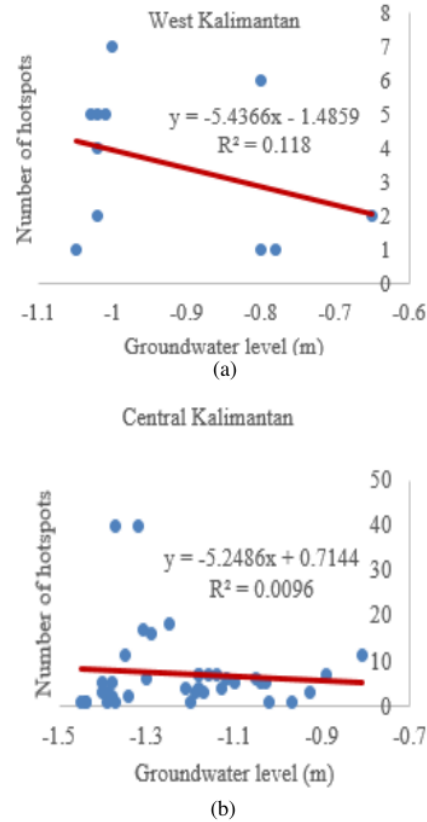 West Kalimantan
Number of hotspots
y = -5.4366x - 1.4859
R² = 0.118
8
7
6
5
4
3
2
1
0
-1.1 -1 -0.9 -0.8 -0.7 -0.6
Groundwater level (m)
(a)
Central Kalimantan
Number of hotspots
y = -5.2486x + 0.7144
R² = 0.0096
50
40
30
20
10
0
-1.5 -1.3 -1.1 -0.9 -0.7
Groundwater level (m)
(b)